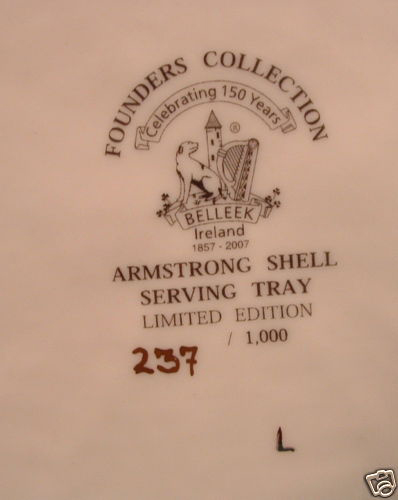 FOUNDERS COLLECTION
Celebrating 150 Years
®
BELLEEK
Ireland
1857 - 2007
ARMSTRONG SHELL
SERVING TRAY
LIMITED EDITION
237 / 1,000
L